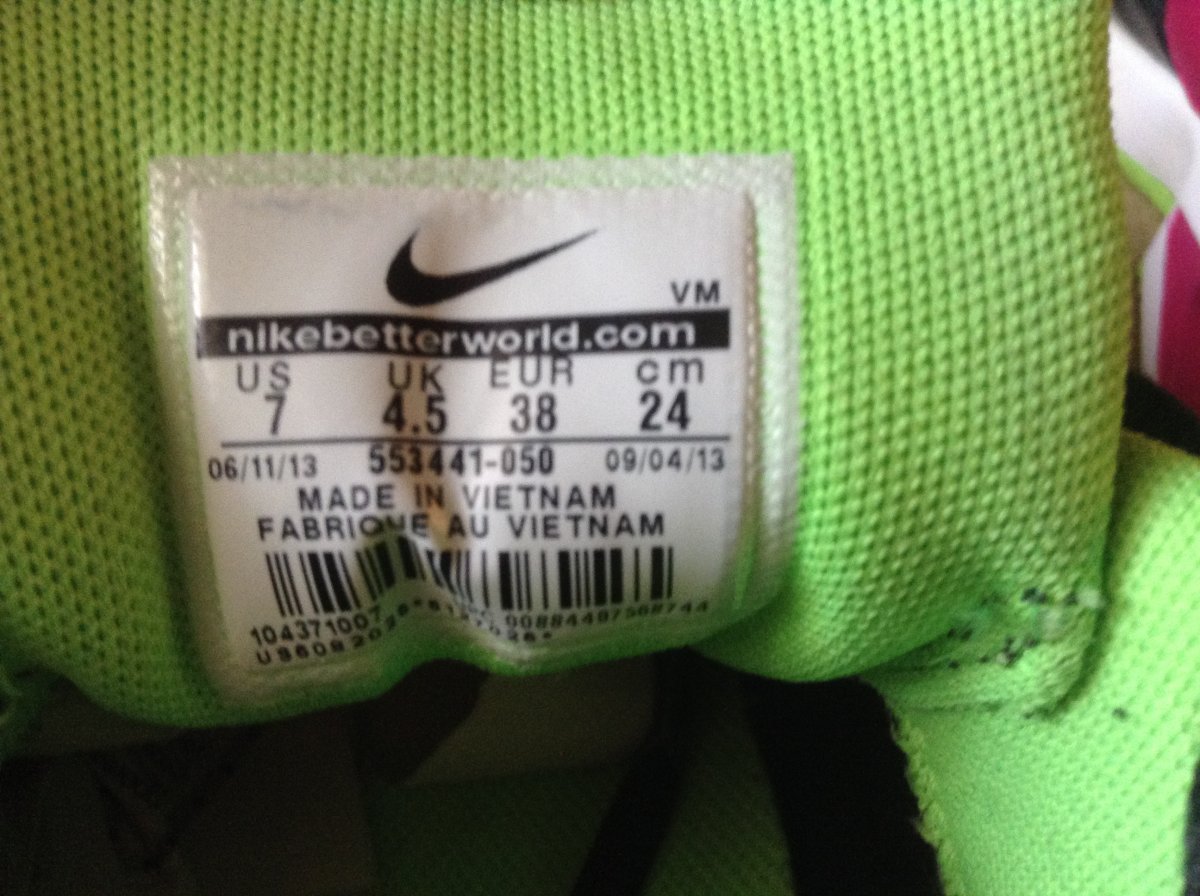 VM
nikebetterworld.com
US UK EUR cm
7 4.5 38 24
06/11/13 553441-050 09/04/13
MADE IN VIETNAM
FABRIQUE AU VIETNAM